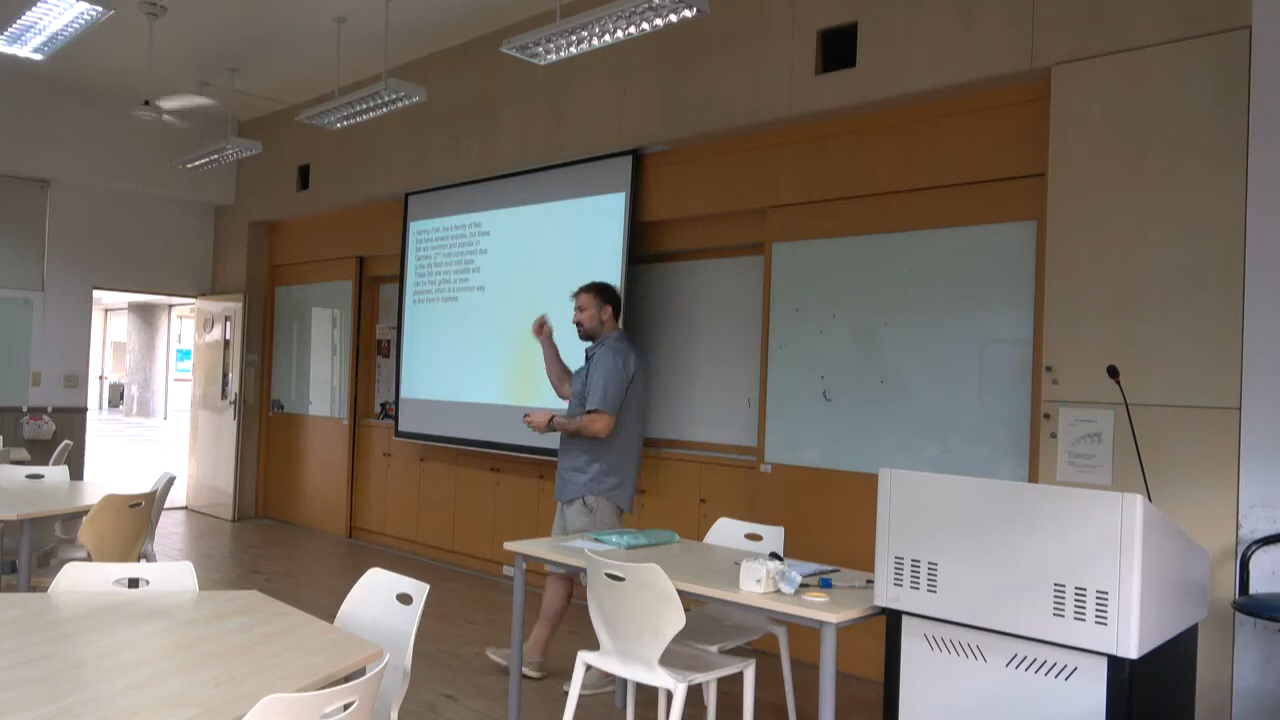 • Herring Fish: Are a family of fish
that have several species, but these
fish are common and popular in
Germany (2nd most consumed) due
to the oily flesh and mild taste.
These fish are very versatile and
can be fried, grilled, or even
preserved, which is a common way
to find them in markets.